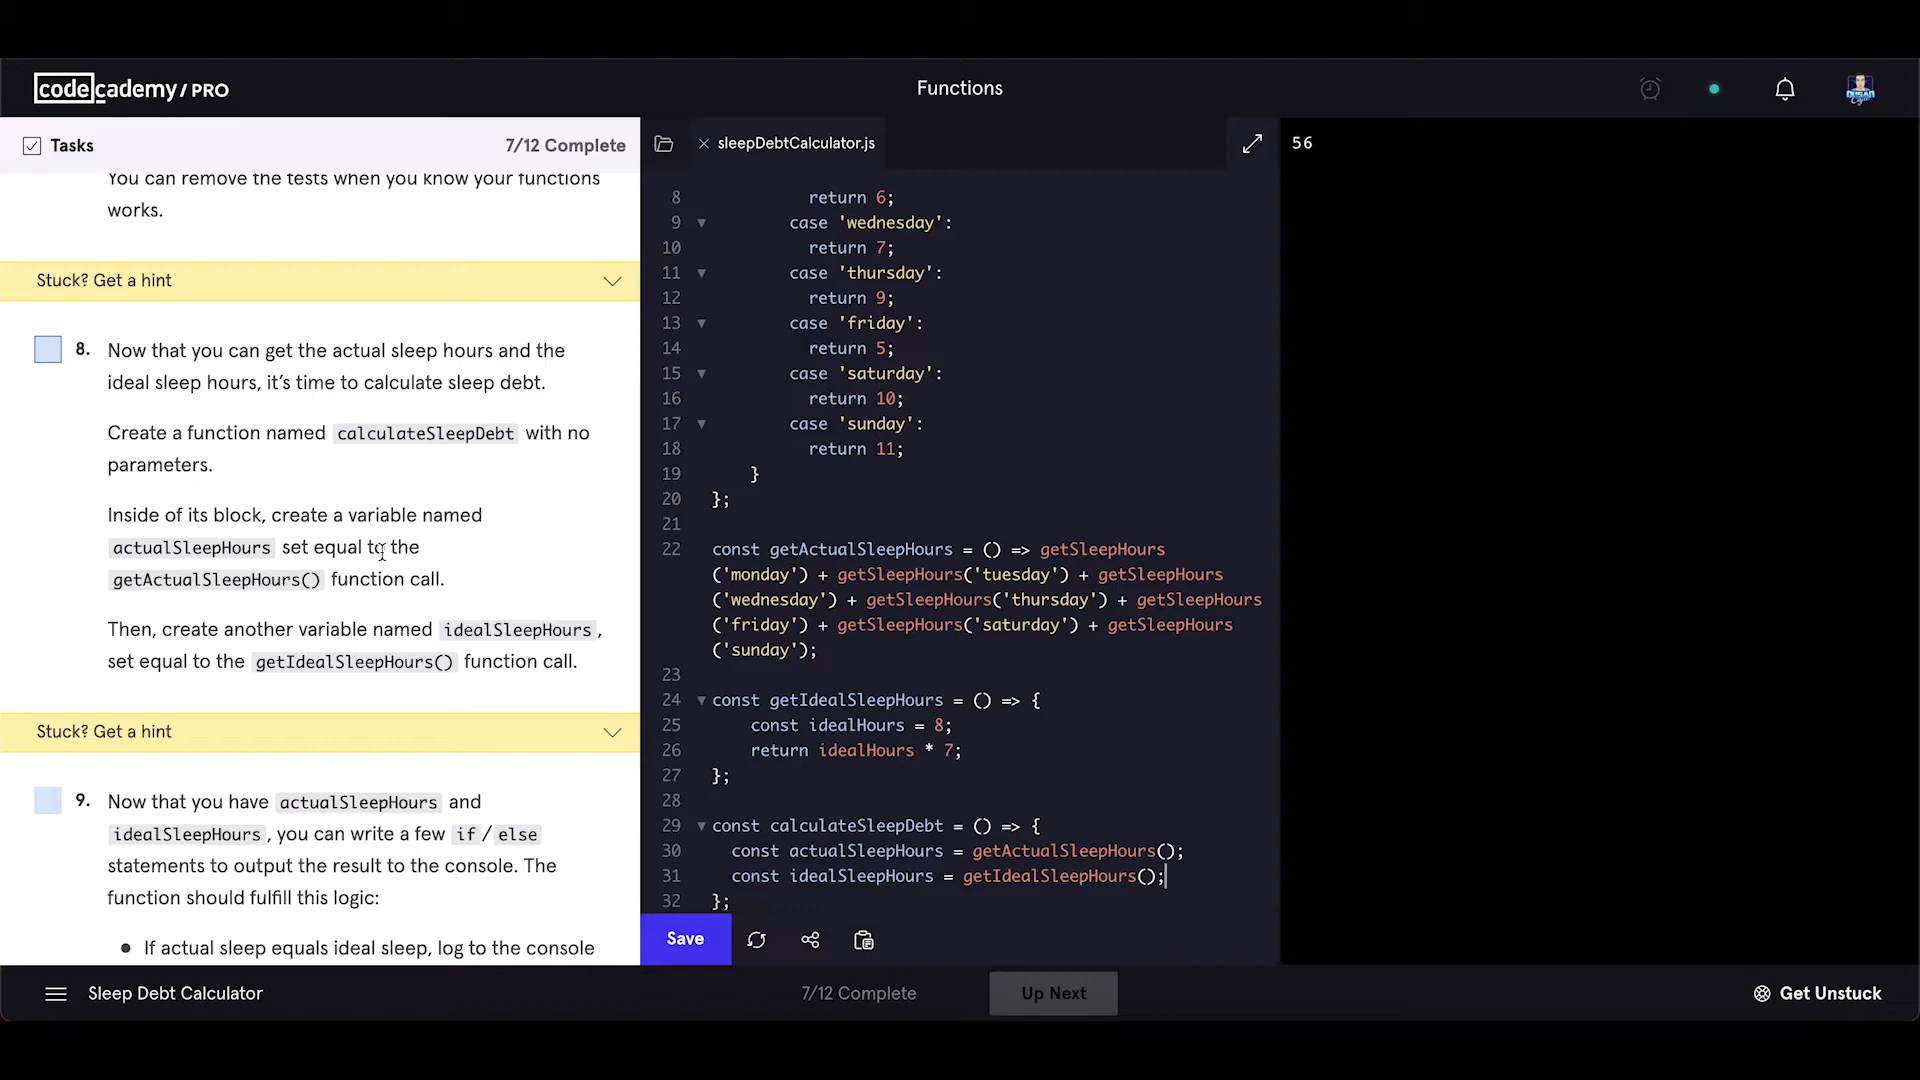 codecademy/PRO
Functions
Tasks
7/12 Complete
You can remove the tests when you know your functions
works.
Stuck? Get a hint
8. Now that you can get the actual sleep hours and the
ideal sleep hours, it’s time to calculate sleep debt.
Create a function named calculateSleepDebt with no
parameters.
Inside of its block, create a variable named
actualSleepHours set equal to the
getActualSleepHours() function call.
Then, create another variable named idealSleepHours,
set equal to the getIdealSleepHours() function call.
Stuck? Get a hint
9. Now that you have actualSleepHours and
idealSleepHours, you can write a few if/else
statements to output the result to the console. The
function should fulfill this logic:
● If actual sleep equals ideal sleep, log to the console
sleepDebtCalculator.js
8 return 6;
9 case 'wednesday':
10 return 7;
11 case 'thursday':
12 return 9;
13 case 'friday':
14 return 5;
15 case 'saturday':
16 return 10;
17 case 'sunday':
18 return 11;
19 }
20 };
21
22 const getActualSleepHours = () => getSleepHours
('monday') + getSleepHours('tuesday') + getSleepHours
('wednesday') + getSleepHours('thursday') + getSleepHours
('friday') + getSleepHours('saturday') + getSleepHours
('sunday');
23
24 const getIdealSleepHours = () => {
25 const idealHours = 8;
26 return idealHours * 7;
27 };
28
29 const calculateSleepDebt = () => {
30 const actualSleepHours = getActualSleepHours();
31 const idealSleepHours = getIdealSleepHours();
32 };
Save
56
Sleep Debt Calculator
7/12 Complete
Up Next
Get Unstuck